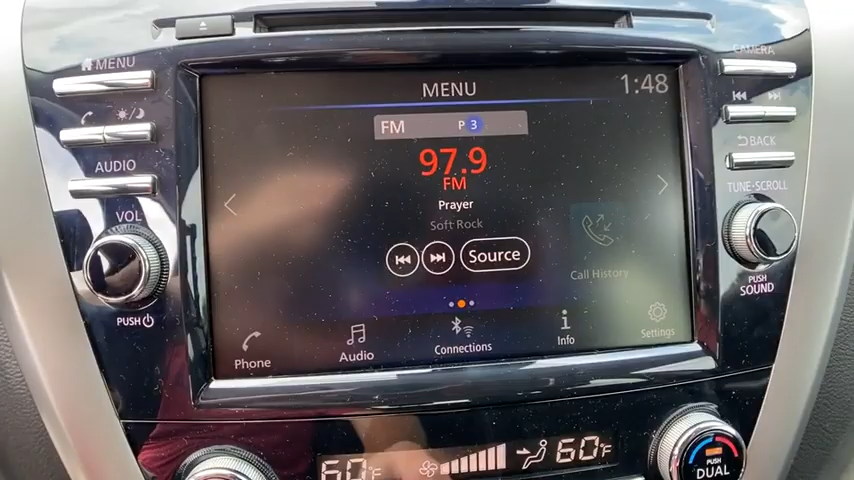 MENU
CAMERA
MENU
1:48
FM P 3
97.9
FM
Prayer
Soft Rock
Source
Call History
Phone
Audio
Connections
Info
Settings
AUDIO
VOL
PUSH
BACK
TUNE·SCROLL
PUSH
SOUND
60°F
60°F
PUSH
DUAL